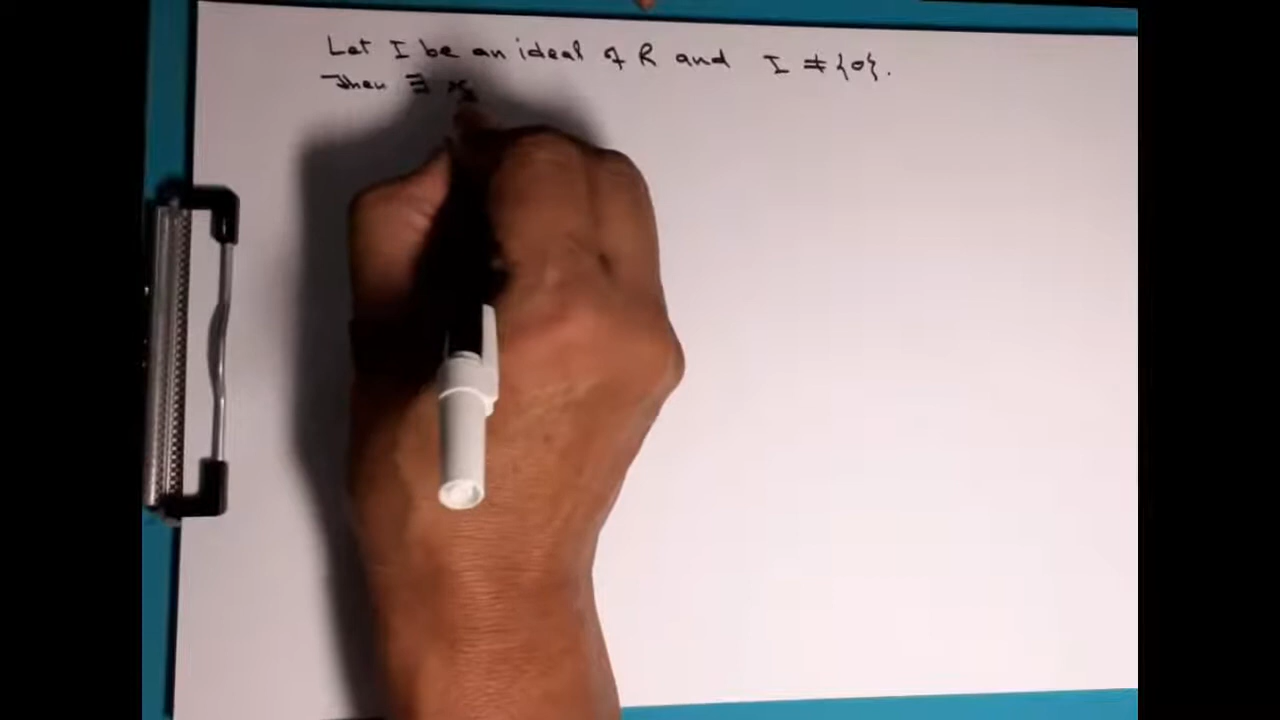 Let I be an ideal of R and I ≠ {0}.
Then ∃ x